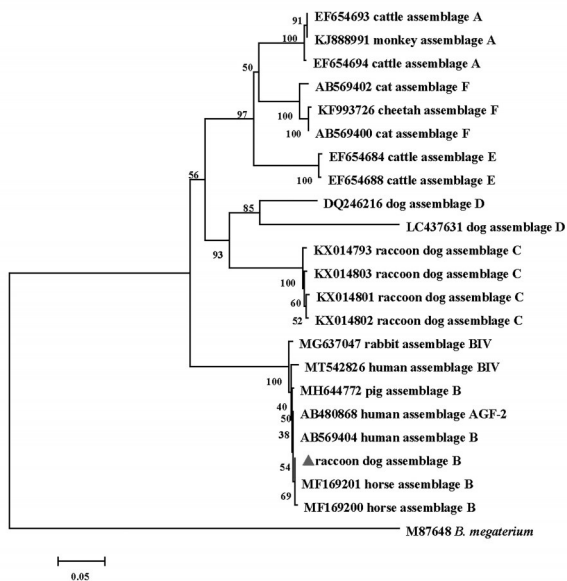 91
EF654693 cattle assemblage A
100
KJ888991 monkey assemblage A
EF654694 cattle assemblage A
50
AB569402 cat assemblage F
97
100
KF993726 cheetah assemblage F
100
AB569400 cat assemblage F
EF654684 cattle assemblage E
100
EF654688 cattle assemblage E
56
DQ246216 dog assemblage D
85
LC437631 dog assemblage D
93
KX014793 raccoon dog assemblage C
100
KX014803 raccoon dog assemblage C
60
KX014801 raccoon dog assemblage C
52
KX014802 raccoon dog assemblage C
MG637047 rabbit assemblage BIV
MT542826 human assemblage BIV
100
MH644772 pig assemblage B
40
AB480868 human assemblage AGF-2
50
38
AB569404 human assemblage B
54
▲raccoon dog assemblage B
MF169201 horse assemblage B
69
MF169200 horse assemblage B
M87648 B. megaterium
0.05